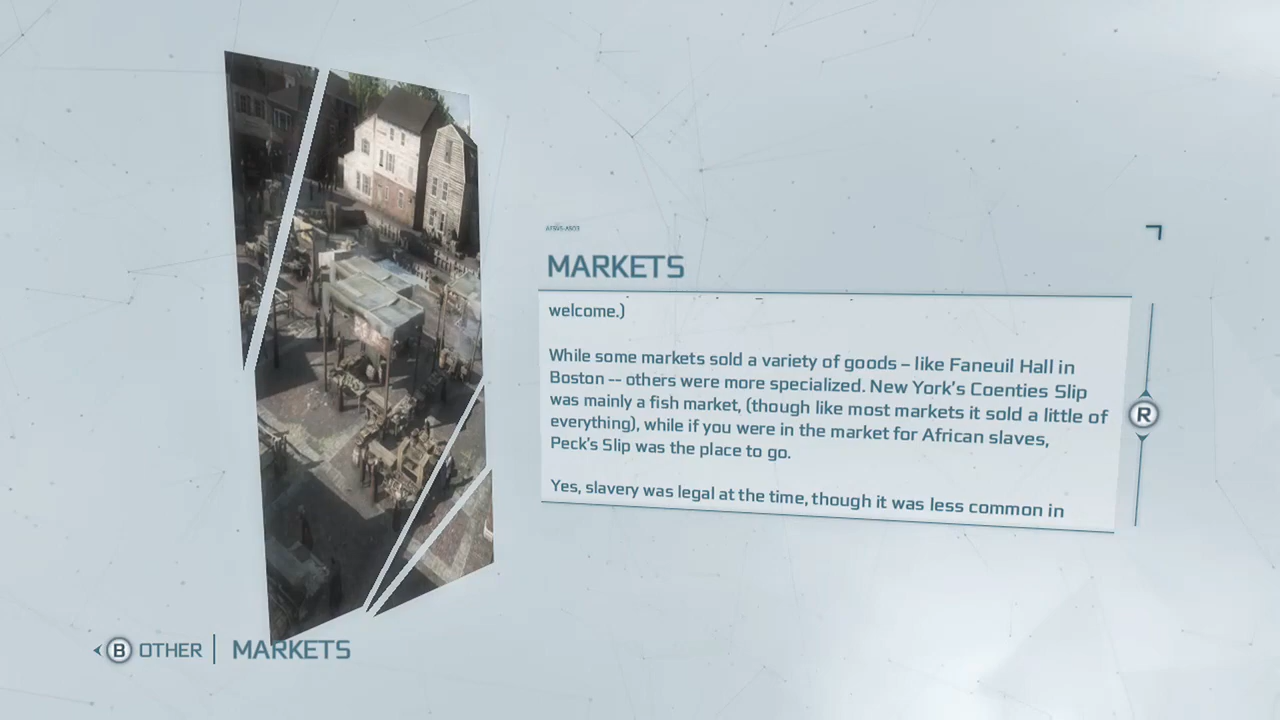 MARKETS
welcome.)
While some markets sold a variety of goods – like Faneuil Hall in
Boston -- others were more specialized. New York's Coenties Slip
was mainly a fish market, (though like most markets it sold a little of
everything), while if you were in the market for African slaves,
Peck's Slip was the place to go.
Yes, slavery was legal at the time, though it was less common in
R
B OTHER | MARKETS